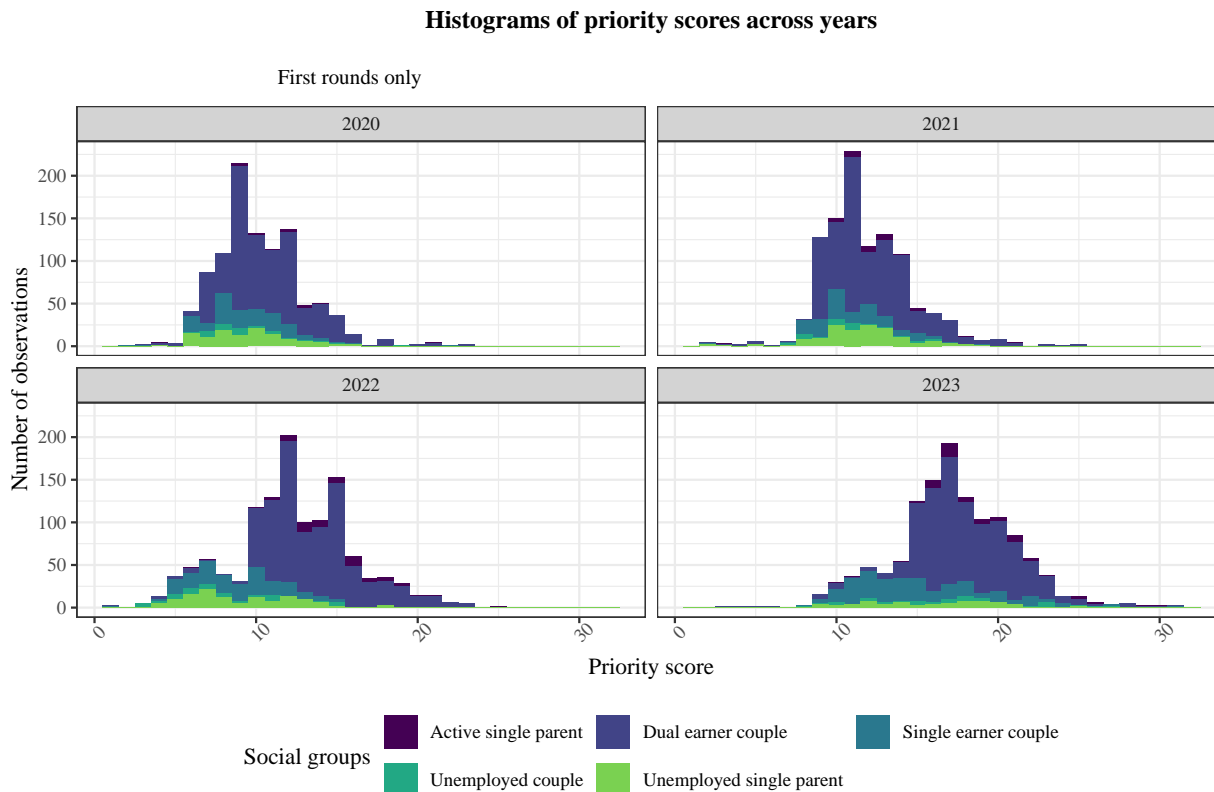 Histograms of priority scores across years
First rounds only
2020
2021
200
150
100
50
0
2022
2023
200
150
100
50
0
0
10
20
30
0
10
20
30
Number of observations
Priority score
Social groups
Active single parent
Dual earner couple
Single earner couple
Unemployed couple
Unemployed single parent